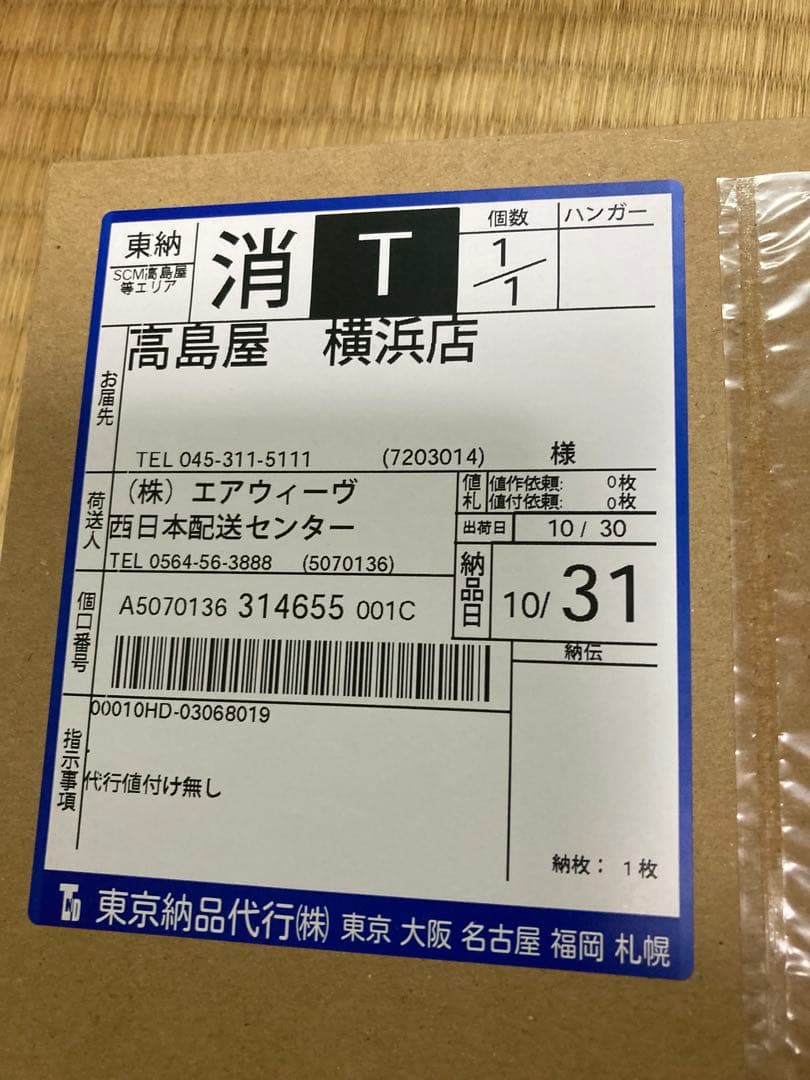 東納
SCM高島屋
等エリア
消
T
個数
1/1
ハンガー
お届先
高島屋 横浜店
TEL 045-311-5111 (7203014) 様
荷送人
(株) エアウィーヴ
西日本配送センター
TEL 0564-56-3888 (5070136)
値札
値作依頼: 0枚
値付依頼: 0枚
出荷日 10 / 30
納品日 10/31
個口番号
A5070136 314655 001C
納伝
00010HD-03068019
指示事項
.
代行値付け無し
納枚: 1枚
TND 東京納品代行(株) 東京 大阪 名古屋 福岡 札幌